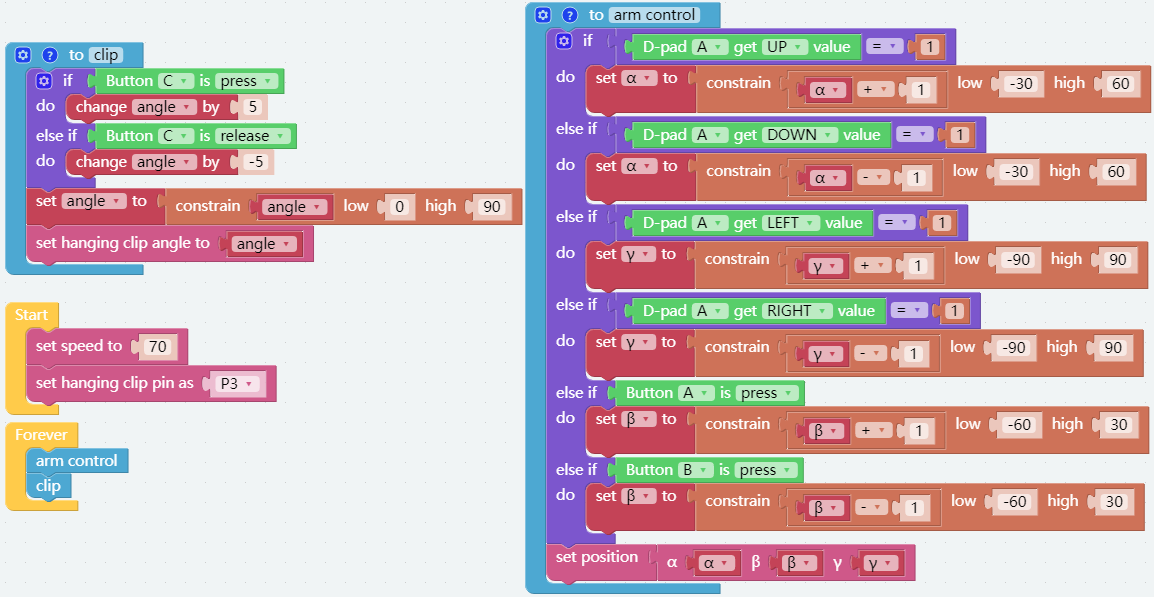 ? to clip
if Button C is press
do change angle by 5
else if Button C is release
do change angle by -5
set angle to constrain angle low 0 high 90
set hanging clip angle to angle
Start
set speed to 70
set hanging clip pin as P3
Forever
arm control
clip
? to arm control
if D-pad A get UP value = 1
do set α to constrain α + 1 low -30 high 60
else if D-pad A get DOWN value = 1
do set α to constrain α - 1 low -30 high 60
else if D-pad A get LEFT value = 1
do set γ to constrain γ + 1 low -90 high 90
else if D-pad A get RIGHT value = 1
do set γ to constrain γ - 1 low -90 high 90
else if Button A is press
do set β to constrain β + 1 low -60 high 30
else if Button B is press
do set β to constrain β - 1 low -60 high 30
set position α α β β γ γ